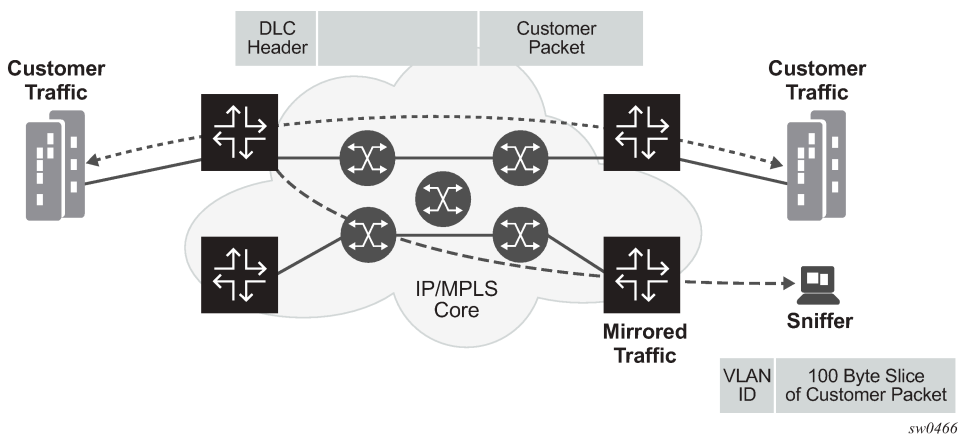 DLC
Header
Customer
Packet
Customer
Traffic
Customer
Traffic
IP/MPLS
Core
Mirrored
Traffic
Sniffer
VLAN
ID
100 Byte Slice
of Customer Packet
sw0466